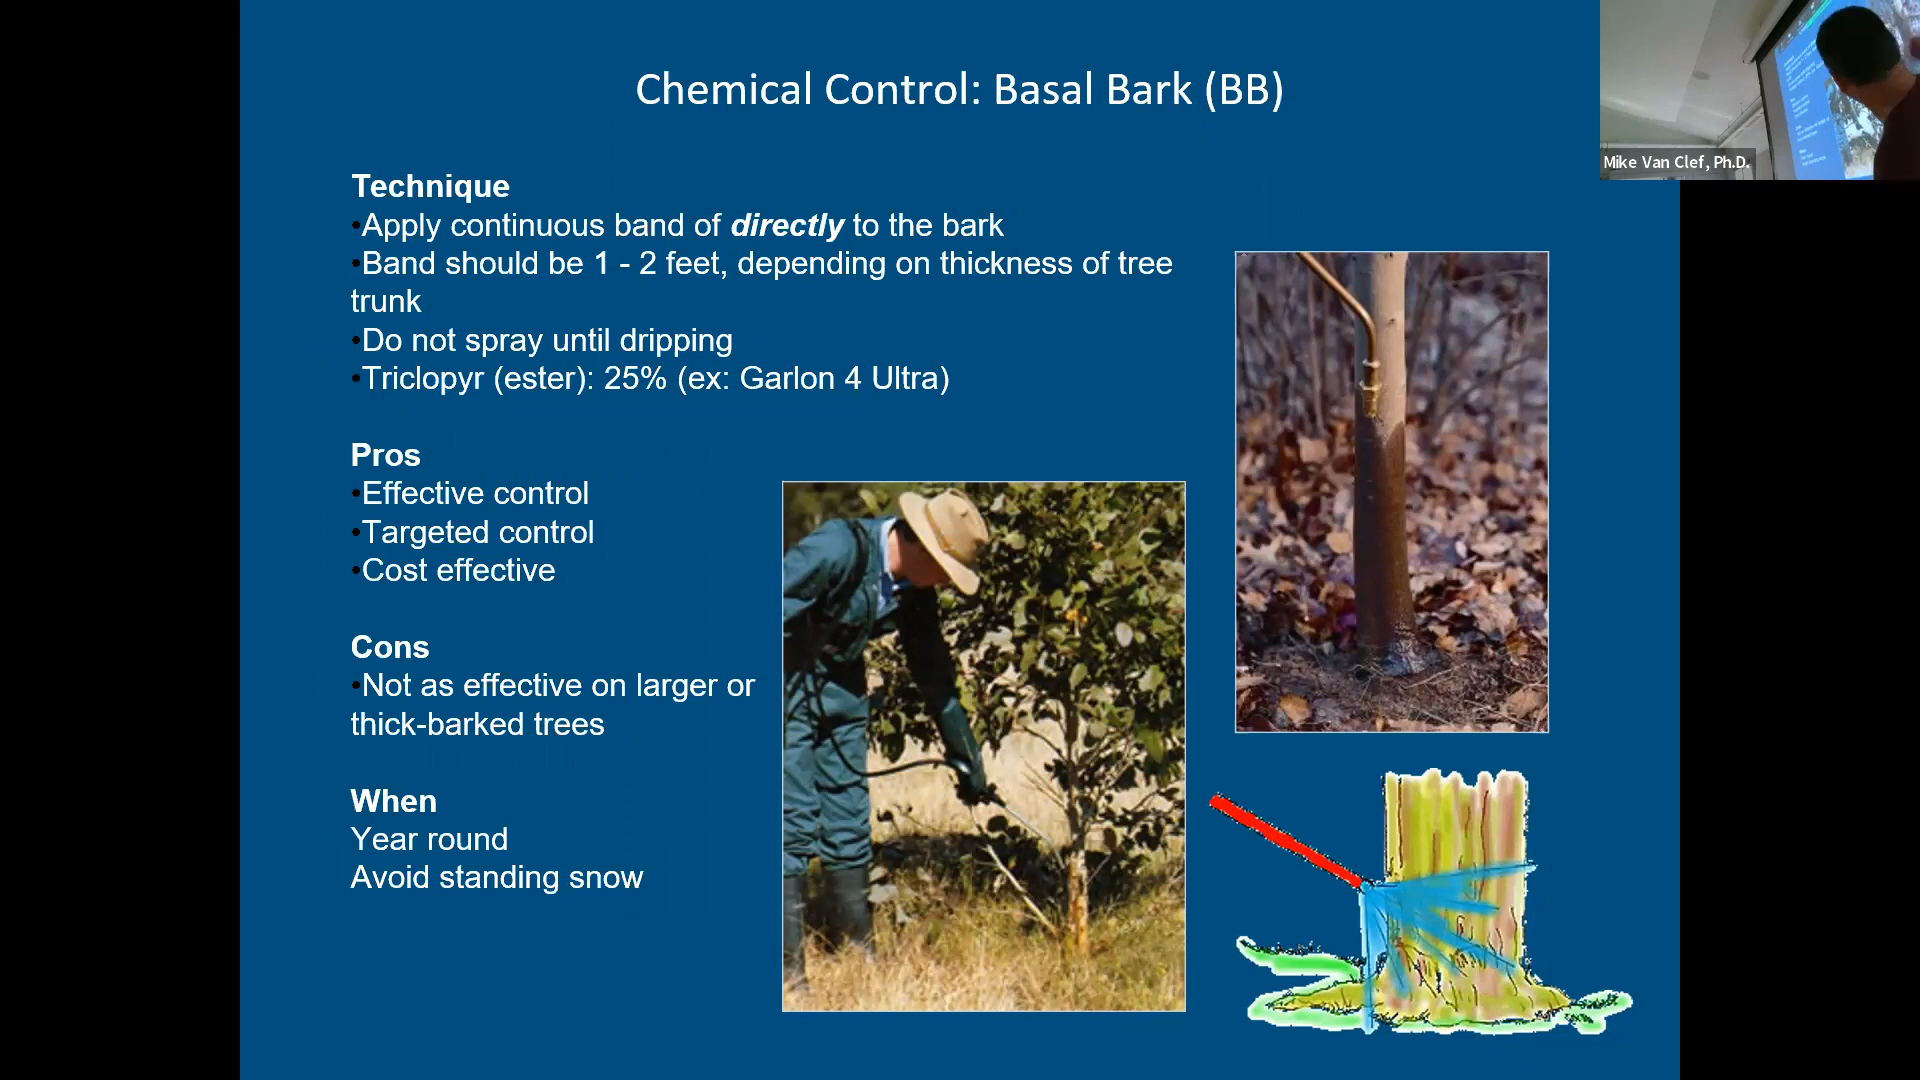 Chemical Control: Basal Bark (BB)
Mike Van Clef, Ph.D.
Technique
•Apply continuous band of directly to the bark
•Band should be 1 - 2 feet, depending on thickness of tree
trunk
•Do not spray until dripping
•Triclopyr (ester): 25% (ex: Garlon 4 Ultra)
Pros
•Effective control
•Targeted control
•Cost effective
Cons
•Not as effective on larger or
thick-barked trees
When
Year round
Avoid standing snow